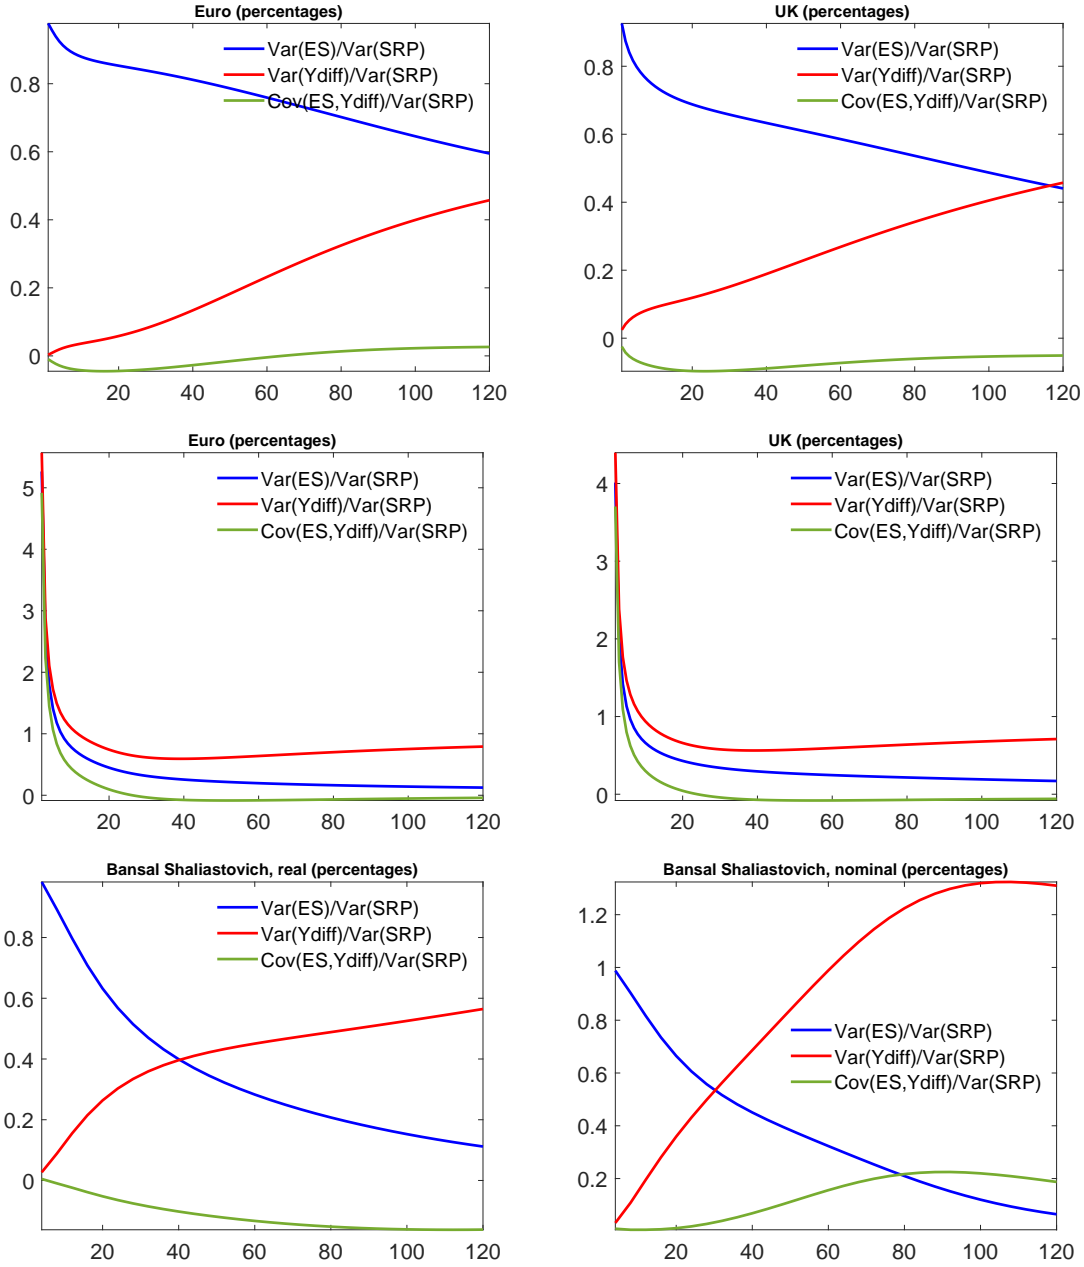 Euro (percentages)
Var(ES)/Var(SRP)
Var(Ydiff)/Var(SRP)
Cov(ES,Ydiff)/Var(SRP)
0.8
0.6
0.4
0.2
0
20 40 60 80 100 120
UK (percentages)
Var(ES)/Var(SRP)
Var(Ydiff)/Var(SRP)
Cov(ES,Ydiff)/Var(SRP)
0.8
0.6
0.4
0.2
0
20 40 60 80 100 120
Euro (percentages)
Var(ES)/Var(SRP)
Var(Ydiff)/Var(SRP)
Cov(ES,Ydiff)/Var(SRP)
5
4
3
2
1
0
20 40 60 80 100 120
UK (percentages)
Var(ES)/Var(SRP)
Var(Ydiff)/Var(SRP)
Cov(ES,Ydiff)/Var(SRP)
4
3
2
1
0
20 40 60 80 100 120
Bansal Shaliastovich, real (percentages)
Var(ES)/Var(SRP)
Var(Ydiff)/Var(SRP)
Cov(ES,Ydiff)/Var(SRP)
0.8
0.6
0.4
0.2
0
20 40 60 80 100 120
Bansal Shaliastovich, nominal (percentages)
1.2
1
0.8
0.6
0.4
0.2
Var(ES)/Var(SRP)
Var(Ydiff)/Var(SRP)
Cov(ES,Ydiff)/Var(SRP)
20 40 60 80 100 120